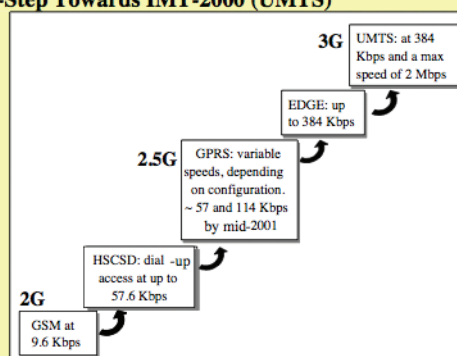 -Step Towards IMT-2000 (UMTS)
3G
UMTS: at 384
Kbps and a max
speed of 2 Mbps
EDGE: up
to 384 Kbps
2.5G
GPRS: variable
speeds, depending
on configuration.
~ 57 and 114 Kbps
by mid-2001
HSCSD: dial -up
access at up to
57.6 Kbps
2G
GSM at
9.6 Kbps